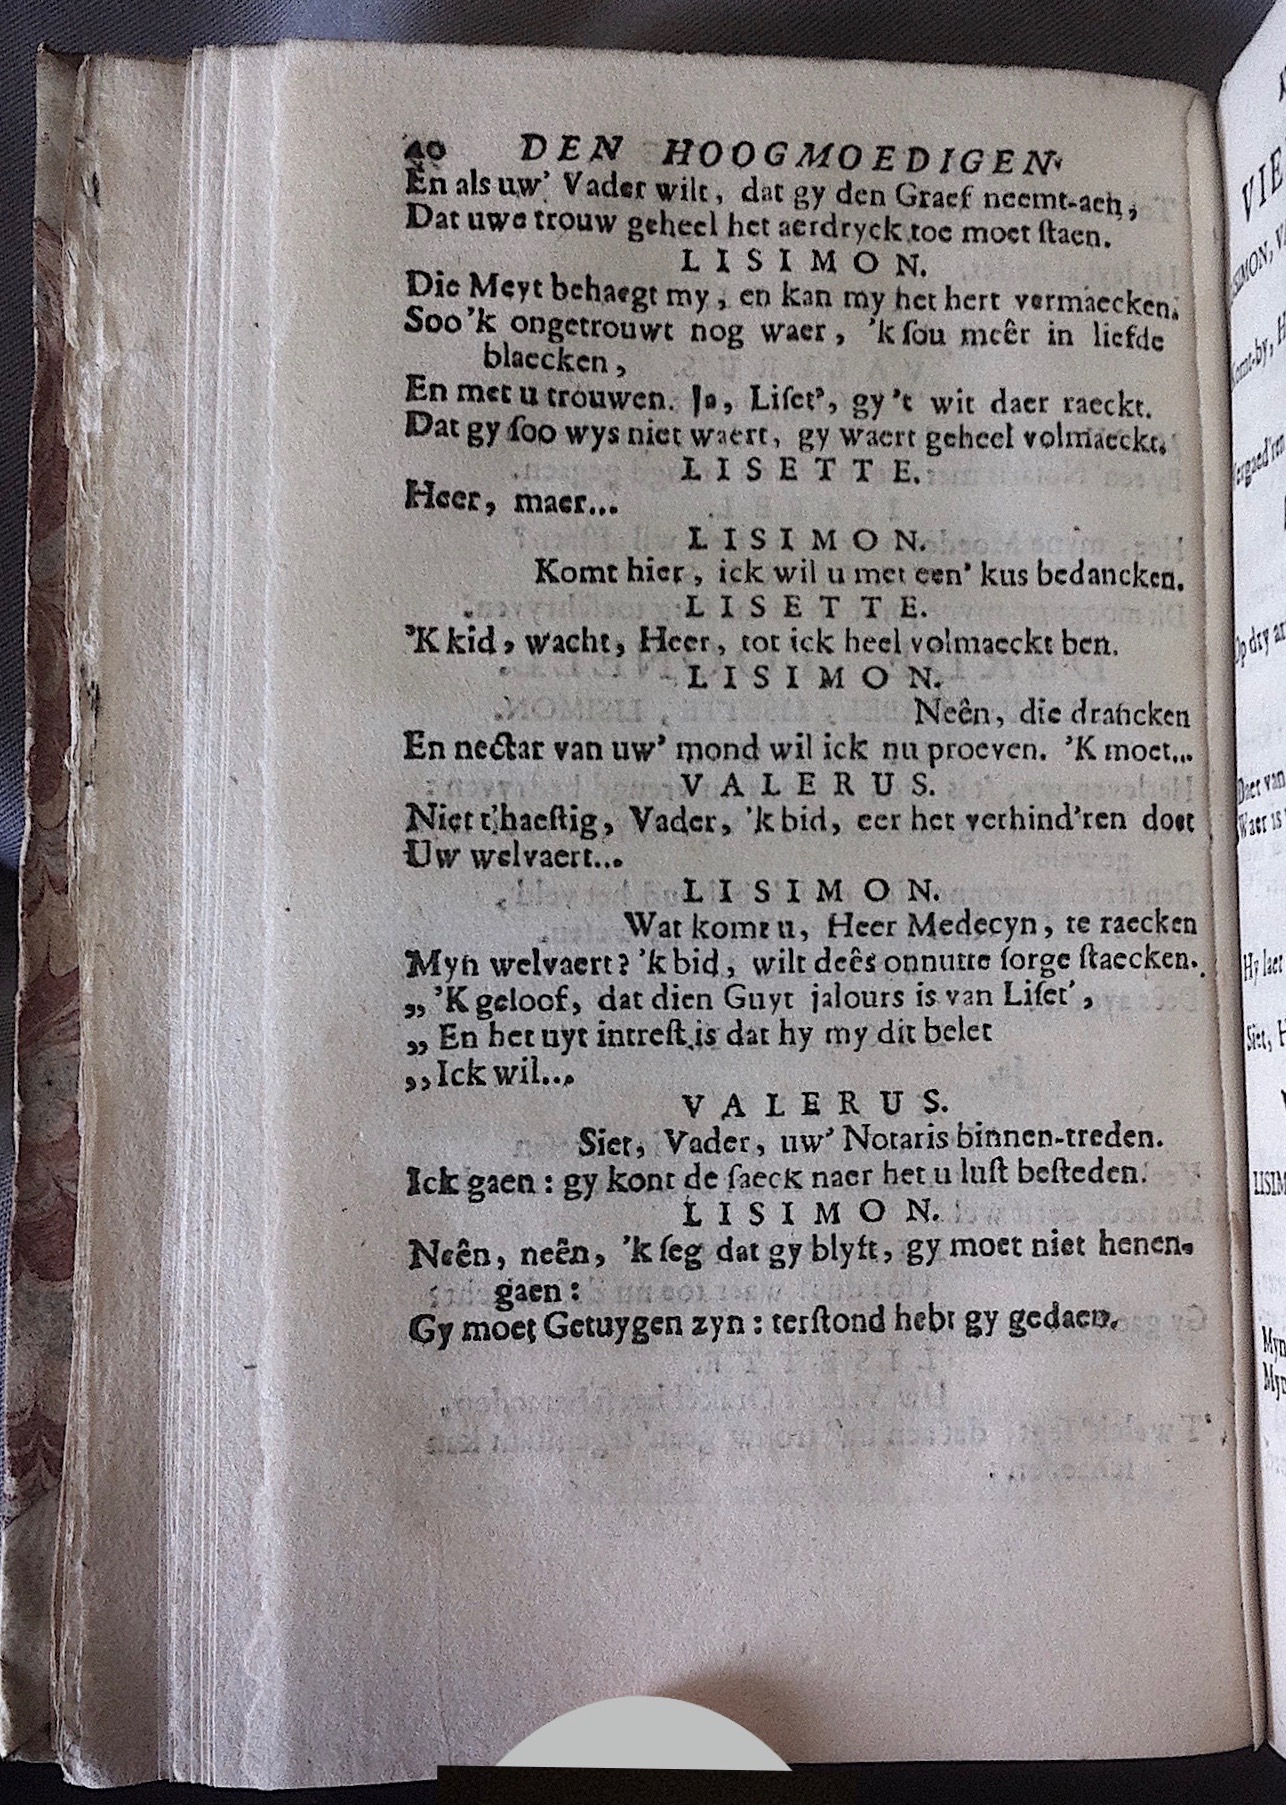 40 DEN HOOGMOEDIGEN
En als uw' Vader wilt, dat gy den Graef neemt-aen,
Dat uwe trouw geheel het aerdryck toe moet ſtaen.
LISIMON.
Die Meyt behaegt my, en kan my het hert vermaecken.
Soo 'k ongetrouwt nog waer, 'k ſou meêr in liefde
blaecken,
En met u trouwen. Ja, Liſet', gy 't wit daer raeckt.
Dat gy ſoo wys niet waert, gy waert geheel volmaeckt.
LISETTE.
Heer, maer...
LISIMON.
Komt hier, ick wil u met een' kus bedancken.
LISETTE.
'K kid, wacht, Heer, tot ick heel volmaeckt ben.
LISIMON.
Neên, die drancken
En nectar van uw' mond wil ick nu proeven. 'K moet...
VALERUS.
Niet t'haeſtig, Vader, 'k bid, eer het verhind'ren doet
Uw welvaert...
LISIMON.
Wat komt u, Heer Medecyn, te raecken
Myn welvaert? 'k bid, wilt deês onnutte ſorge ſtaecken.
„ 'K geloof, dat dien Guyt jalours is van Liſet',
„ En het uyt intreſt is dat hy my dit belet
„ Ick wil...
VALERUS.
Siet, Vader, uw' Notaris binnen-treden.
Ick gaen: gy kont de ſaeck naer het u luſt beſteden.
LISIMON.
Neên, neên, 'k ſeg dat gy blyft, gy moet niet henen-
gaen:
Gy moet Getuygen zyn: terſtond hebt gy gedaen.
VIE